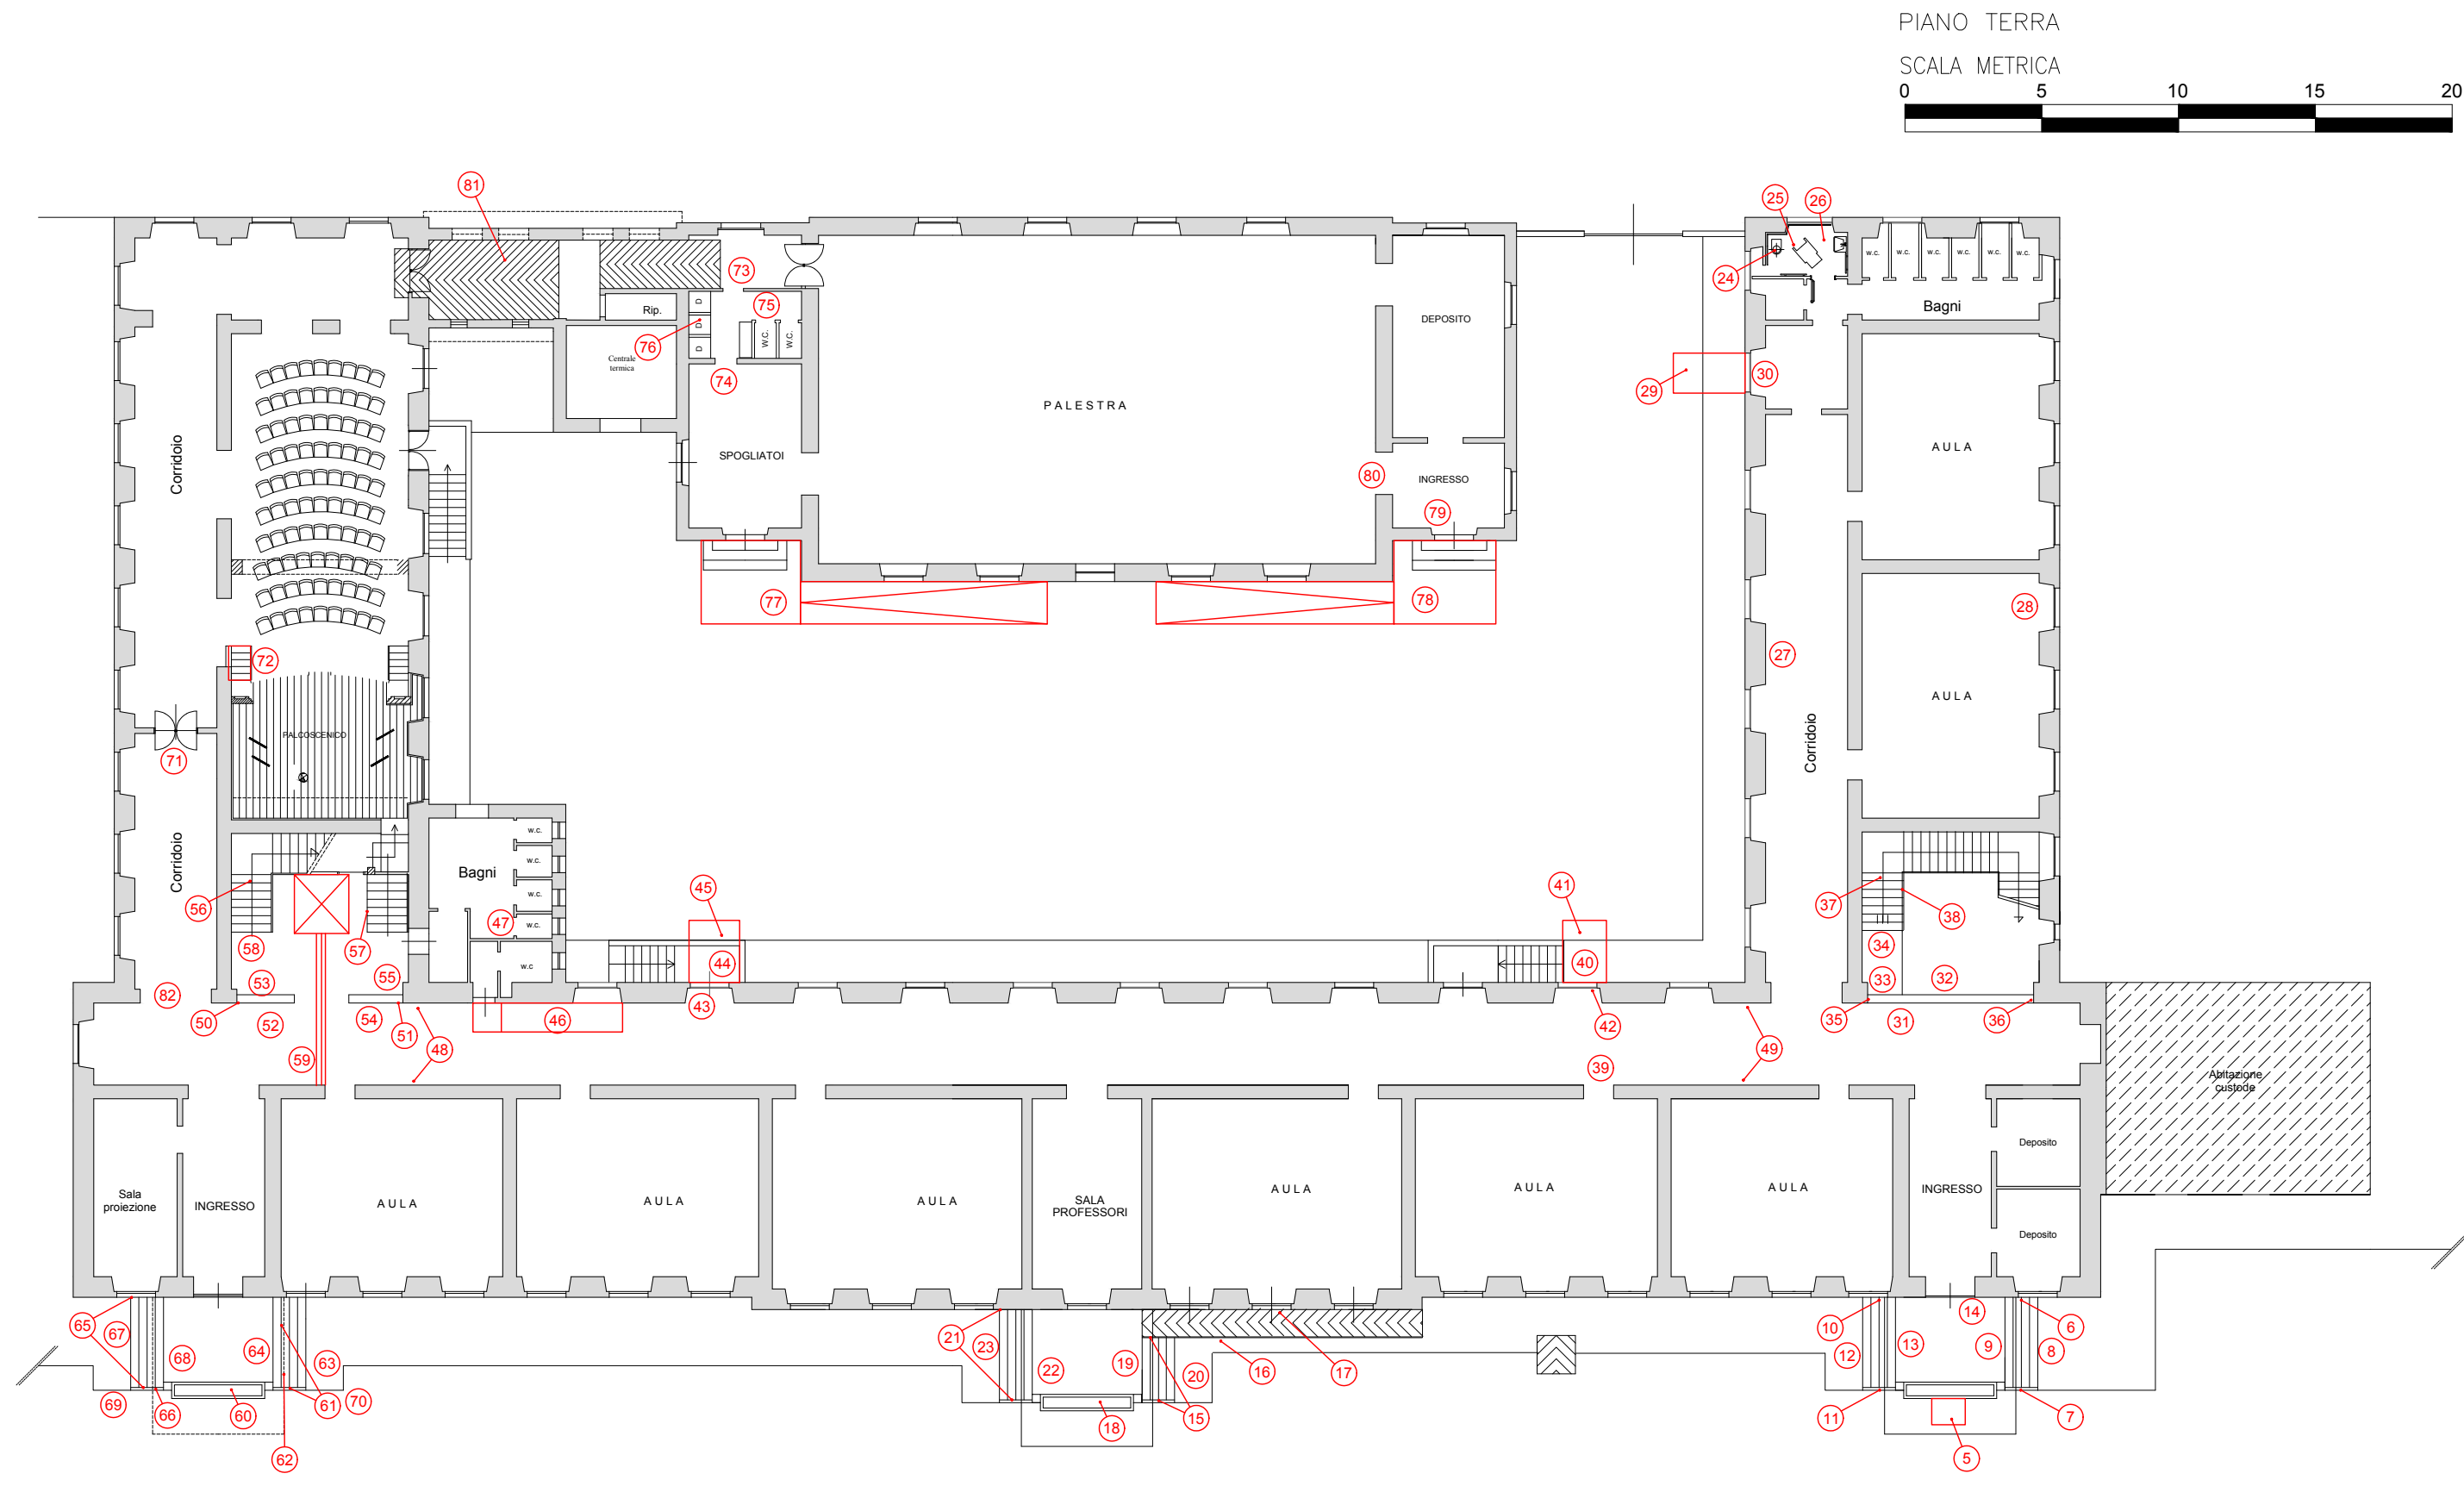 PIANO TERRA
SCALA METRICA
0 5 10 15 20
81
25 26
24
w.c. w.c. w.c. w.c. w.c. w.c.
Bagni
73
75
D
D
D
W.C. W.C.
76
74
Rip.
Centrale
termica
SPOGLIATOI
PALESTRA
DEPOSITO
80
INGRESSO
79
29 30
AULA
Corridoio
77
78
28
27
AULA
Corridoio
72
PALCOSCENICO
71
Corridoio
Bagni
w.c.
w.c.
w.c.
w.c.
w.c
47
56
58
57
53
55
82
50
52
54
51
48
59
45
44
43
46
41
40
42
39
49
37
38
34
33
32
35
31
36
Abitazione
custode
Sala
proiezione
INGRESSO
AULA
AULA
AULA
SALA
PROFESSORI
AULA
AULA
AULA
INGRESSO
Deposito
Deposito
65
67
68
64
63
69
66
60
61
70
62
21
23
22
19
20
16
17
18
15
10
12
13
14
9
6
8
11
7
5